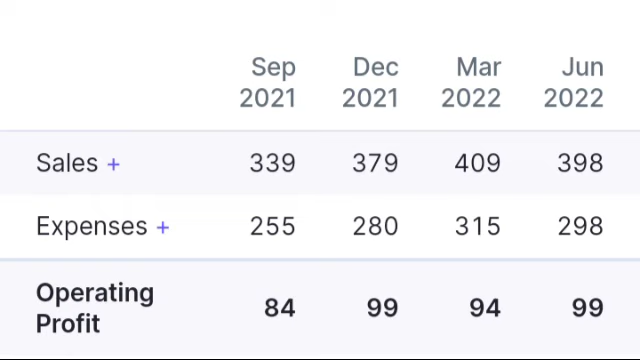 Sep Dec Mar Jun
2021 2021 2022 2022
Sales + 339 379 409 398
Expenses + 255 280 315 298
Operating
Profit 84 99 94 99